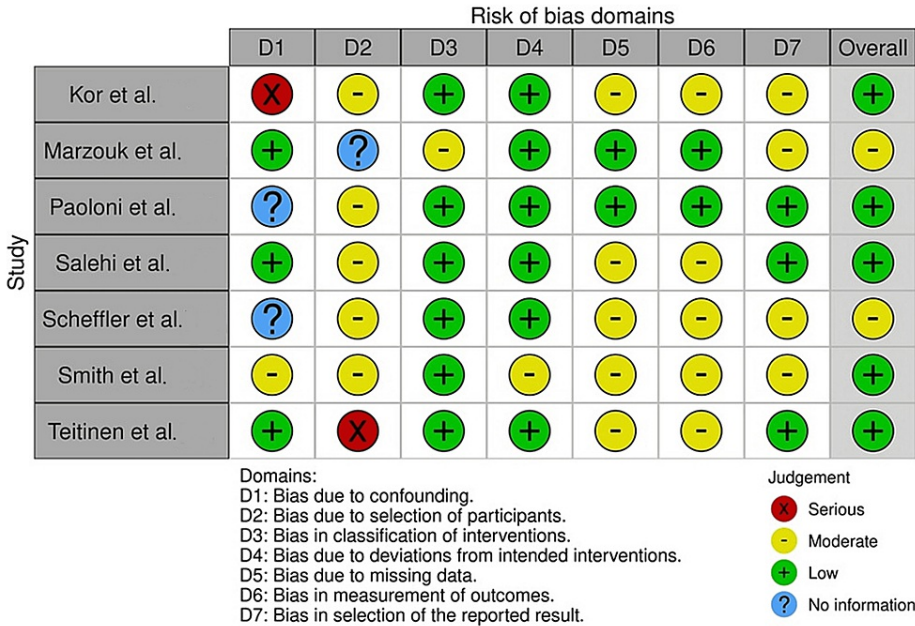 Risk of bias domains
D1 D2 D3 D4 D5 D6 D7 Overall
Study
Kor et al. X - + + - - - +
Marzouk et al. + ? - + + + - -
Paoloni et al. ? - + + + + + +
Salehi et al. + - + + - - + +
Scheffler et al. ? - + + - - - -
Smith et al. - - + - - - - +
Teitinen et al. + X + + - - + +
Domains:
D1: Bias due to confounding.
D2: Bias due to selection of participants.
D3: Bias in classification of interventions.
D4: Bias due to deviations from intended interventions.
D5: Bias due to missing data.
D6: Bias in measurement of outcomes.
D7: Bias in selection of the reported result.
Judgement
X Serious
- Moderate
+ Low
? No information